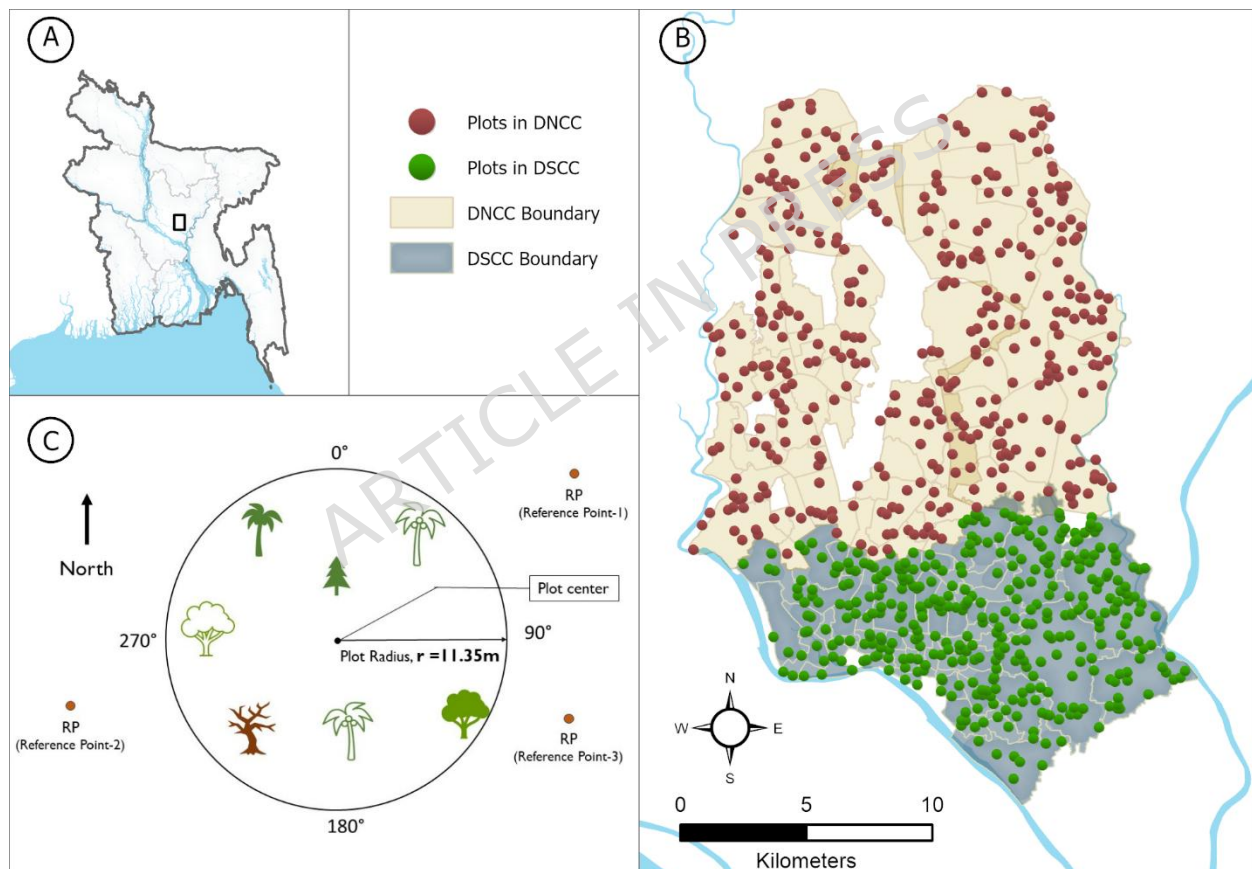 A
Plots in DNCC
Plots in DSCC
DNCC Boundary
DSCC Boundary
B
ARTICLE IN PRESS
N
W
E
S
0
5
10
Kilometers
C
0°
North
RP
(Reference Point-1)
Plot center
270°
90°
Plot Radius, r =11.35m
RP
(Reference Point-2)
RP
(Reference Point-3)
180°